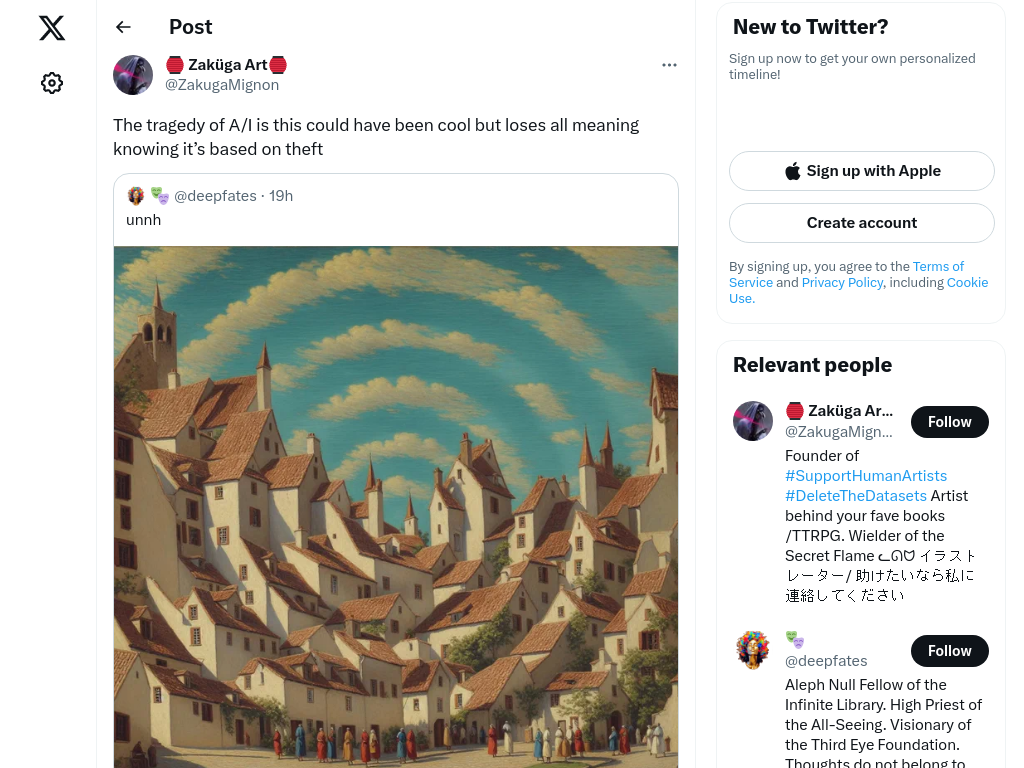 Post
Zaküga Art
@ZakugaMignon
The tragedy of A/I is this could have been cool but loses all meaning
knowing it’s based on theft
@deepfates · 19h
unnh
New to Twitter?
Sign up now to get your own personalized
timeline!
Sign up with Apple
Create account
By signing up, you agree to the Terms of
Service and Privacy Policy, including Cookie
Use.
Relevant people
Zaküga Ar...
@ZakugaMign...
Follow
Founder of
#SupportHumanArtists
#DeleteTheDatasets Artist
behind your fave books
/TTRPG. Wielder of the
Secret Flame ᓚᘏᗢ イラスト
レーター/ 助けたいなら私に
連絡してください
@deepfates
Follow
Aleph Null Fellow of the
Infinite Library. High Priest of
the All-Seeing. Visionary of
the Third Eye Foundation.
Thoughts do not belong to